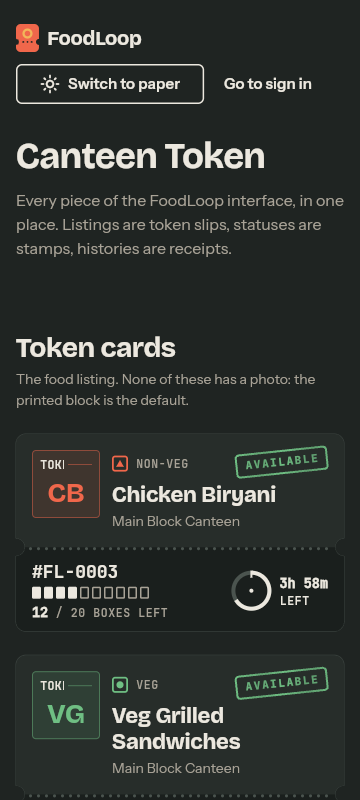 FoodLoop
Switch to paper
Go to sign in
Canteen Token
Every piece of the FoodLoop interface, in one
place. Listings are token slips, statuses are
stamps, histories are receipts.
Token cards
The food listing. None of these has a photo: the
printed block is the default.
TOK
CB
NON-VEG
AVAILABLE
Chicken Biryani
Main Block Canteen
#FL-0003
12 / 20 BOXES LEFT
3h 58m
LEFT
TOK
VG
VEG
AVAILABLE
Veg Grilled
Sandwiches
Main Block Canteen